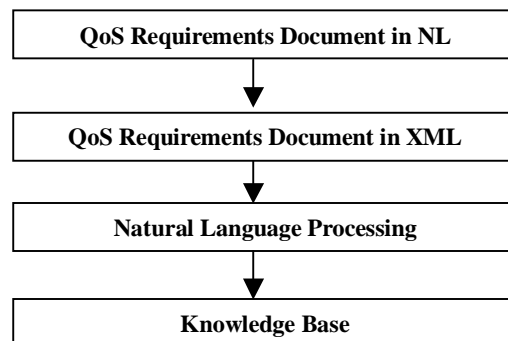 QoS Requirements Document in NL
QoS Requirements Document in XML
Natural Language Processing
Knowledge Base